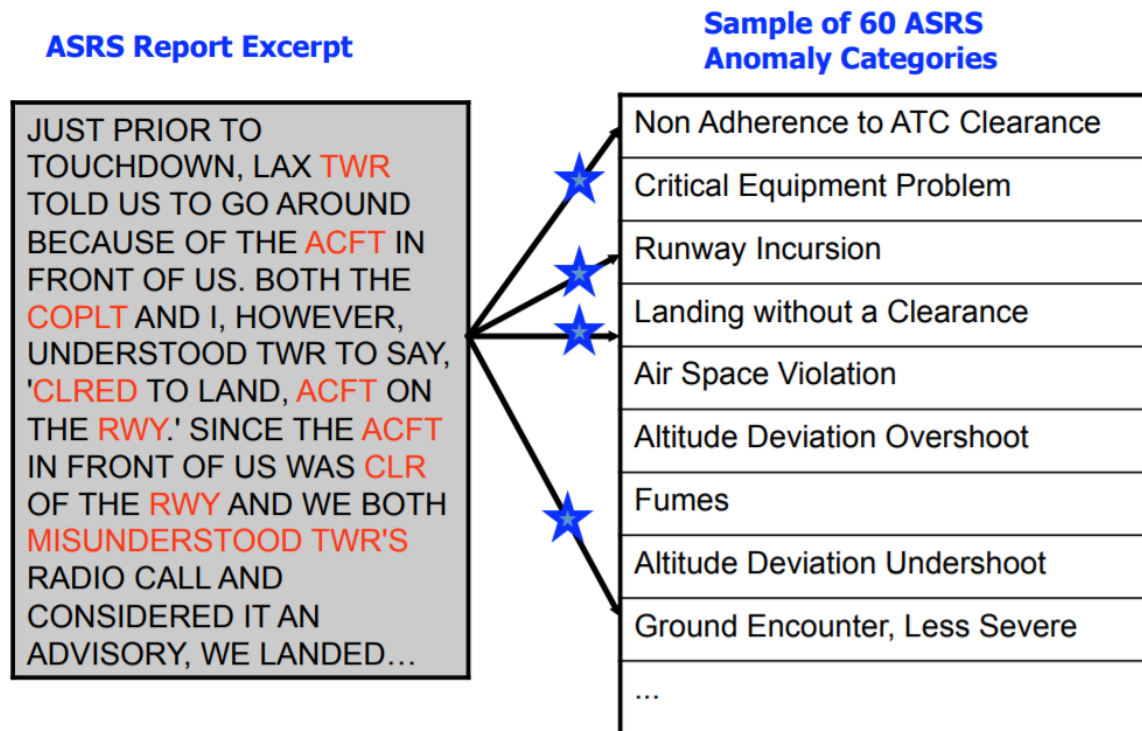 ASRS Report Excerpt
JUST PRIOR TO
TOUCHDOWN, LAX TWR
TOLD US TO GO AROUND
BECAUSE OF THE ACFT IN
FRONT OF US. BOTH THE
COPLT AND I, HOWEVER,
UNDERSTOOD TWR TO SAY,
'CLRED TO LAND, ACFT ON
THE RWY.' SINCE THE ACFT
IN FRONT OF US WAS CLR
OF THE RWY AND WE BOTH
MISUNDERSTOOD TWR'S
RADIO CALL AND
CONSIDERED IT AN
ADVISORY, WE LANDED...
Sample of 60 ASRS
Anomaly Categories
Non Adherence to ATC Clearance
Critical Equipment Problem
Runway Incursion
Landing without a Clearance
Air Space Violation
Altitude Deviation Overshoot
Fumes
Altitude Deviation Undershoot
Ground Encounter, Less Severe
...